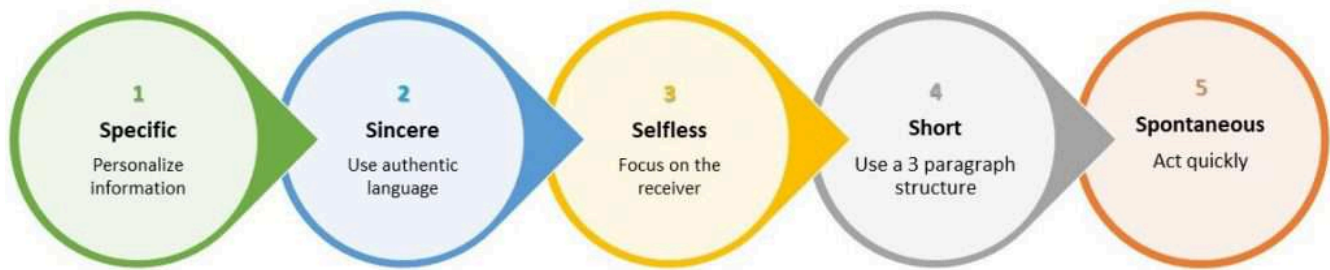 1
Specific
Personalize
information
2
Sincere
Use authentic
language
3
Selfless
Focus on the
receiver
4
Short
Use a 3 paragraph
structure
5
Spontaneous
Act quickly